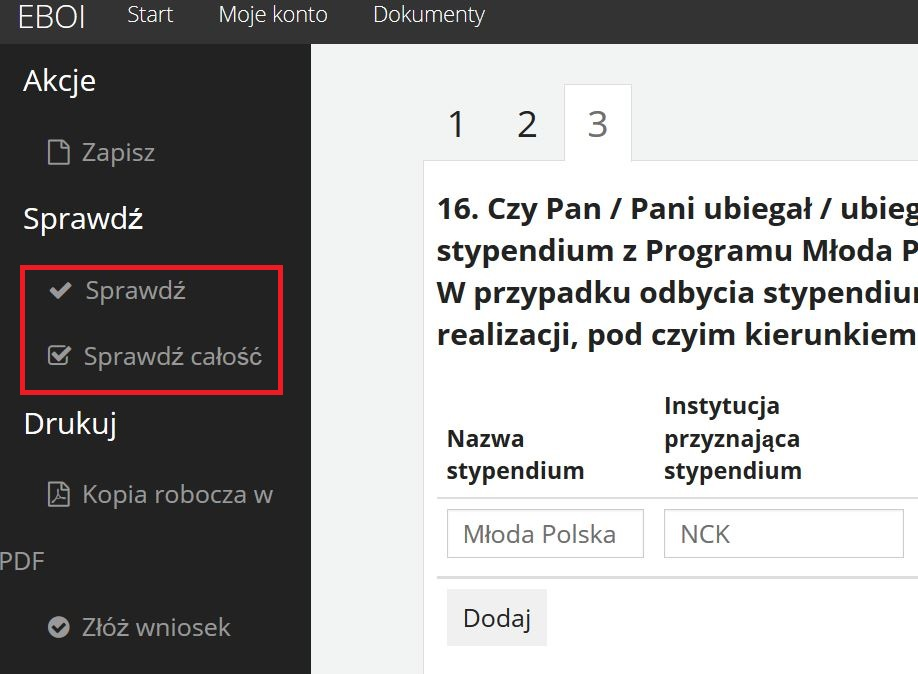 EBOI Start Moje konto Dokumenty
Akcje
Zapisz
Sprawdź
Sprawdź
Sprawdź całość
Drukuj
Kopia robocza w
PDF
Złóż wniosek
1 2 3
16. Czy Pan / Pani ubiegał / ubieg
stypendium z Programu Młoda P
W przypadku odbycia stypendiu
realizacji, pod czyim kierunkiem
Nazwa
stypendium
Instytucja
przyznająca
stypendium
Młoda Polska
NCK
Dodaj